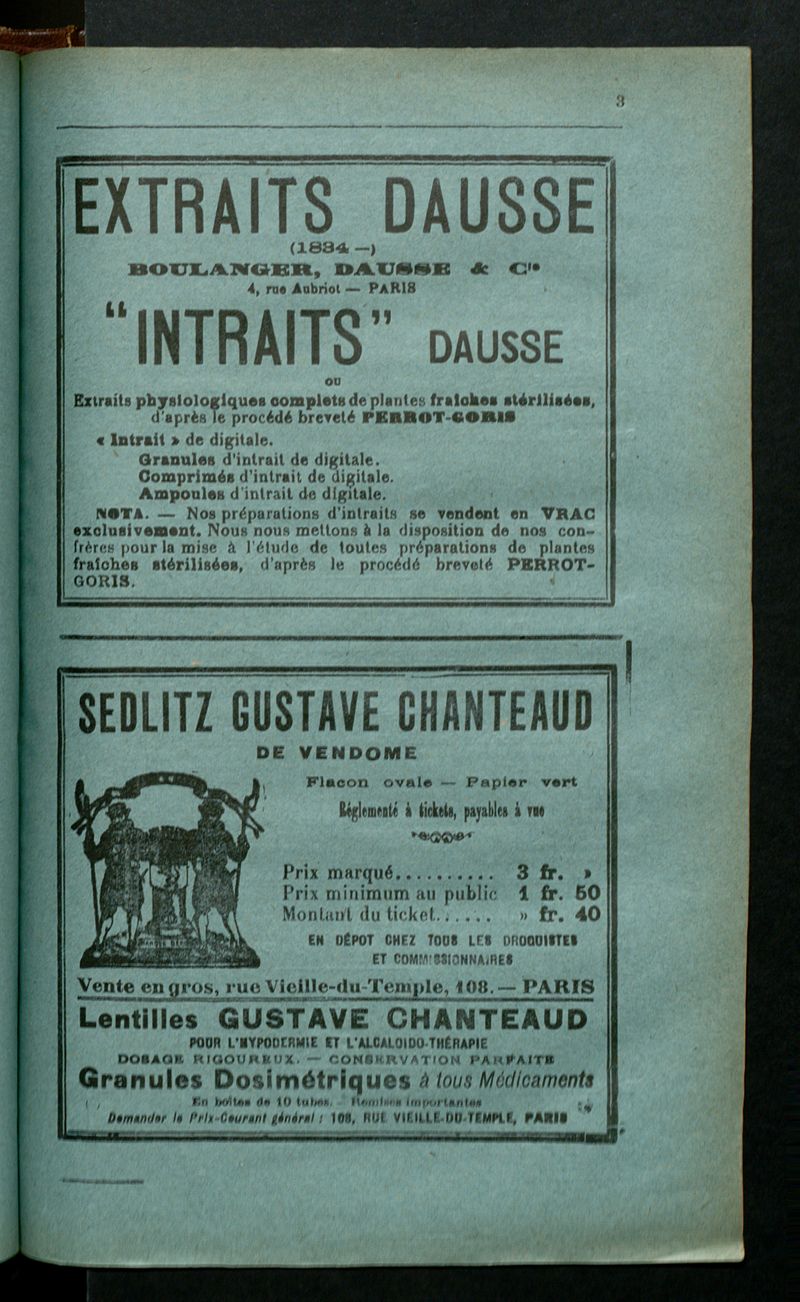 3
EXTRAITS DAUSSE
(1834 —)
BOULANGER, DAUSSE & Cie
4, rue Aubriot — PARIS
"INTRAITS" DAUSSE
OU
Extraits physiologiques complets de plantes fraîches stérilisées,
d'après le procédé breveté PERROT-GORIS
« Intrait » de digitale.
Granules d'intrait de digitale.
Comprimés d'intrait de digitale.
Ampoules d'intrait de digitale.
NOTA. — Nos préparations d'intraits se vendent en VRAC
exclusivement. Nous nous mettons à la disposition de nos con-
frères pour la mise à l'étude de toutes préparations de plantes
fraîches stérilisées, d'après le procédé breveté PERROT-
GORIS.
SEDLITZ GUSTAVE CHANTEAUD
DE VENDOME
Flacon ovale — Papier vert
Réglementé à tickets, payables à vue
Prix marqué.......... 3 fr. »
Prix minimum au public 1 fr. 50
Montant du ticket...... » fr. 40
EN DÉPOT CHEZ TOUS LES DROGUISTES
ET COMMISSIONNAIRES
Vente en gros, rue Vieille-du-Temple, 108. — PARIS
Lentilles GUSTAVE CHANTEAUD
POUR L'HYPODERMIE ET L'ALCALOIDO-THÉRAPIE
DOSAGE RIGOUREUX. — CONSERVATION PARFAITE
Granules Dosimétriques à tous Médicaments
En boîtes de 10 tubes. Remises importantes
Demander le Prix-Courant général : 108, RUE VIEILLE-DU-TEMPLE, PARIS